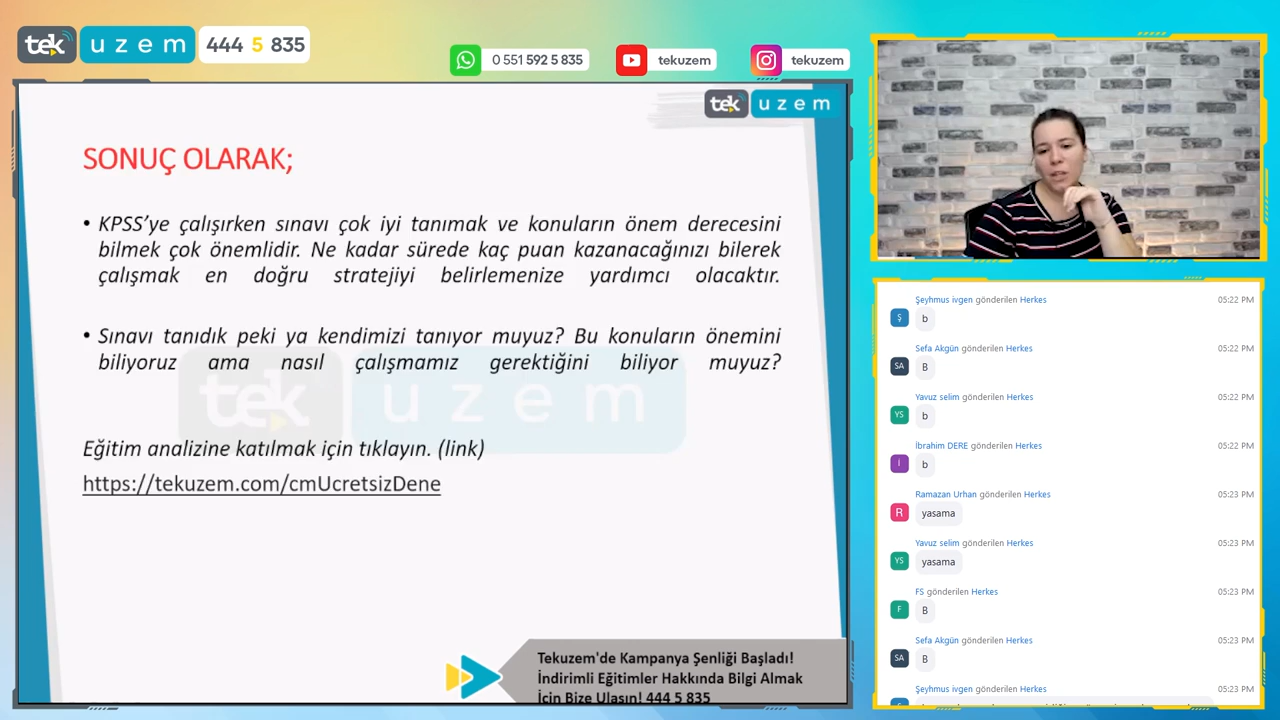 tek uzem 444 5 835
0 551 592 5 835
tekuzem
tekuzem
tek uzem
SONUÇ OLARAK;
• KPSS'ye çalışırken sınavı çok iyi tanımak ve konuların önem derecesini
bilmek çok önemlidir. Ne kadar sürede kaç puan kazanacağınızı bilerek
çalışmak en doğru stratejiyi belirlemenize yardımcı olacaktır.
• Sınavı tanıdık peki ya kendimizi tanıyor muyuz? Bu konuların önemini
biliyoruz ama nasıl çalışmamız gerektiğini biliyor muyuz?
tek uzem
Eğitim analizine katılmak için tıklayın. (link)
https://tekuzem.com/cmUcretsizDene
Tekuzem'de Kampanya Şenliği Başladı!
İndirimli Eğitimler Hakkında Bilgi Almak
İçin Bize Ulaşın! 444 5 835
Şeyhmus ivgen gönderilen Herkes 05:22 PM
Ş b
Sefa Akgün gönderilen Herkes 05:22 PM
SA B
Yavuz selim gönderilen Herkes 05:22 PM
YS b
İbrahim DERE gönderilen Herkes 05:22 PM
İ b
Ramazan Urhan gönderilen Herkes 05:23 PM
R yasama
Yavuz selim gönderilen Herkes 05:23 PM
YS yasama
FS gönderilen Herkes 05:23 PM
F B
Sefa Akgün gönderilen Herkes 05:23 PM
SA B
Şeyhmus ivgen gönderilen Herkes 05:23 PM